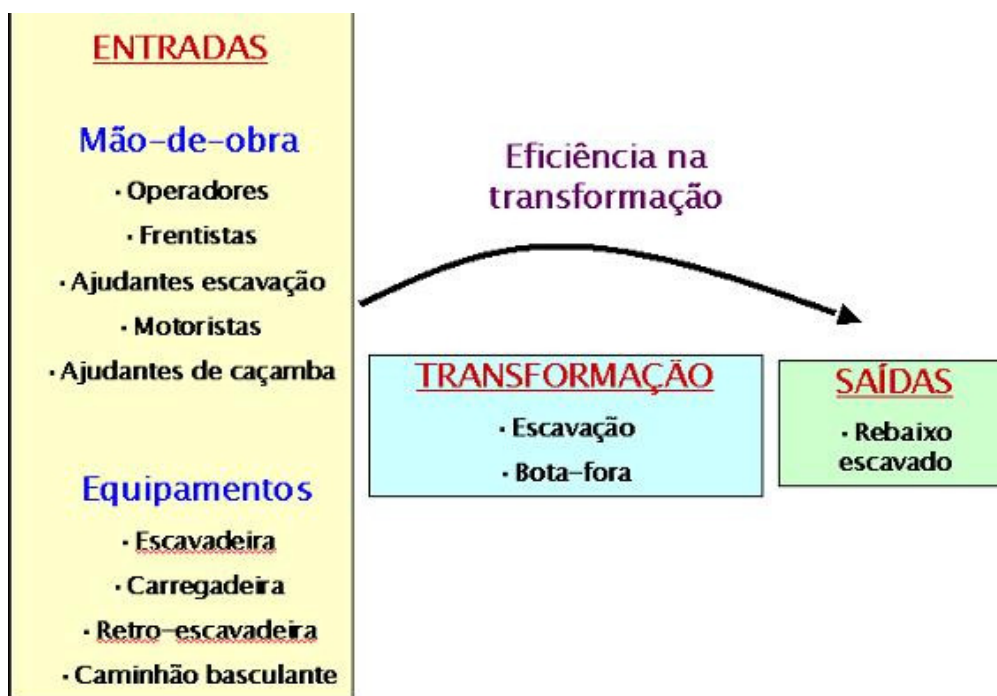 ENTRADAS
Mão-de-obra
· Operadores
· Frentistas
· Ajudantes escavação
· Motoristas
· Ajudantes de caçamba
Equipamentos
· Escavadeira
· Carregadeira
· Retro-escavadeira
· Caminhão basculante
Eficiência na
transformação
TRANSFORMAÇÃO
· Escavação
· Bota-fora
SAÍDAS
· Rebaixo
escavado